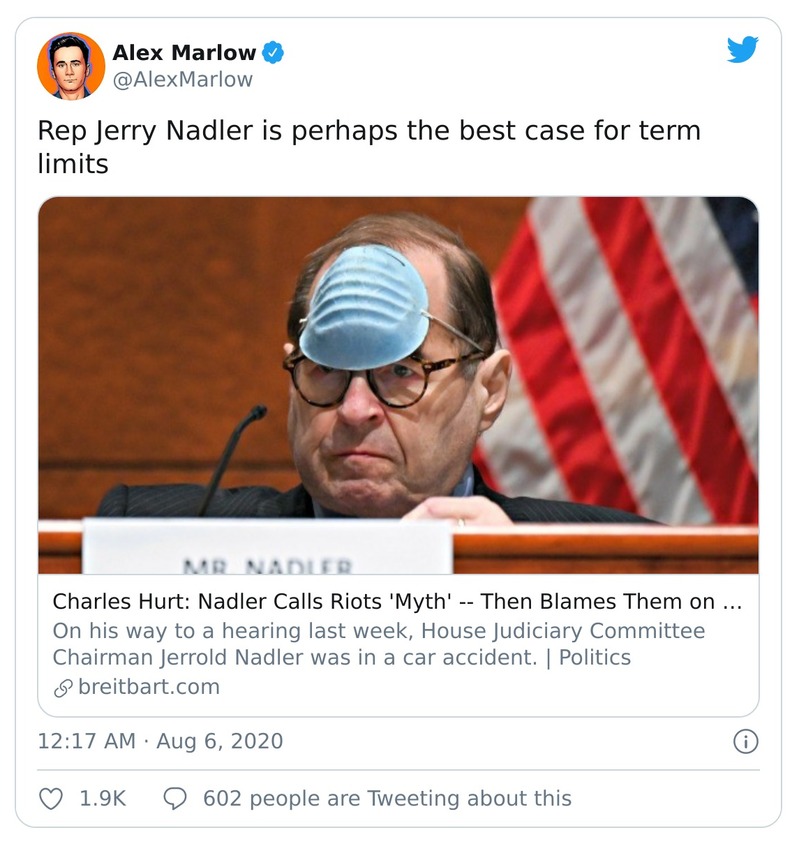 Alex Marlow
@AlexMarlow
Rep Jerry Nadler is perhaps the best case for term
limits
MR. NADLER
Charles Hurt: Nadler Calls Riots 'Myth' -- Then Blames Them on ...
On his way to a hearing last week, House Judiciary Committee
Chairman Jerrold Nadler was in a car accident. | Politics
breitbart.com
12:17 AM · Aug 6, 2020
1.9K
602 people are Tweeting about this